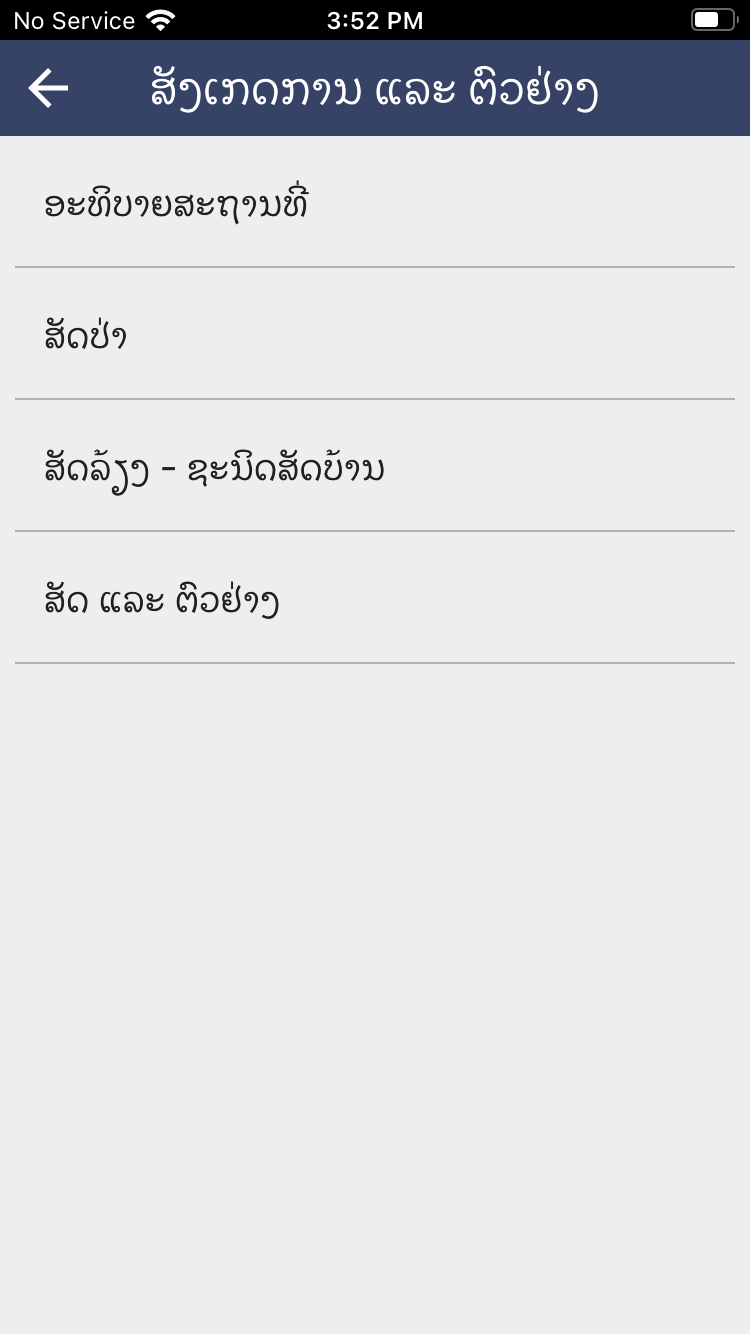 No Service
3:52 PM
ສັງເກດການ ແລະ ຕົວຢ່າງ
ອະທິບາຍສະຖານທີ່
ສັດປ່າ
ສັດລ້ຽງ - ຊະນິດສັດບ້ານ
ສັດ ແລະ ຕົວຢ່າງ